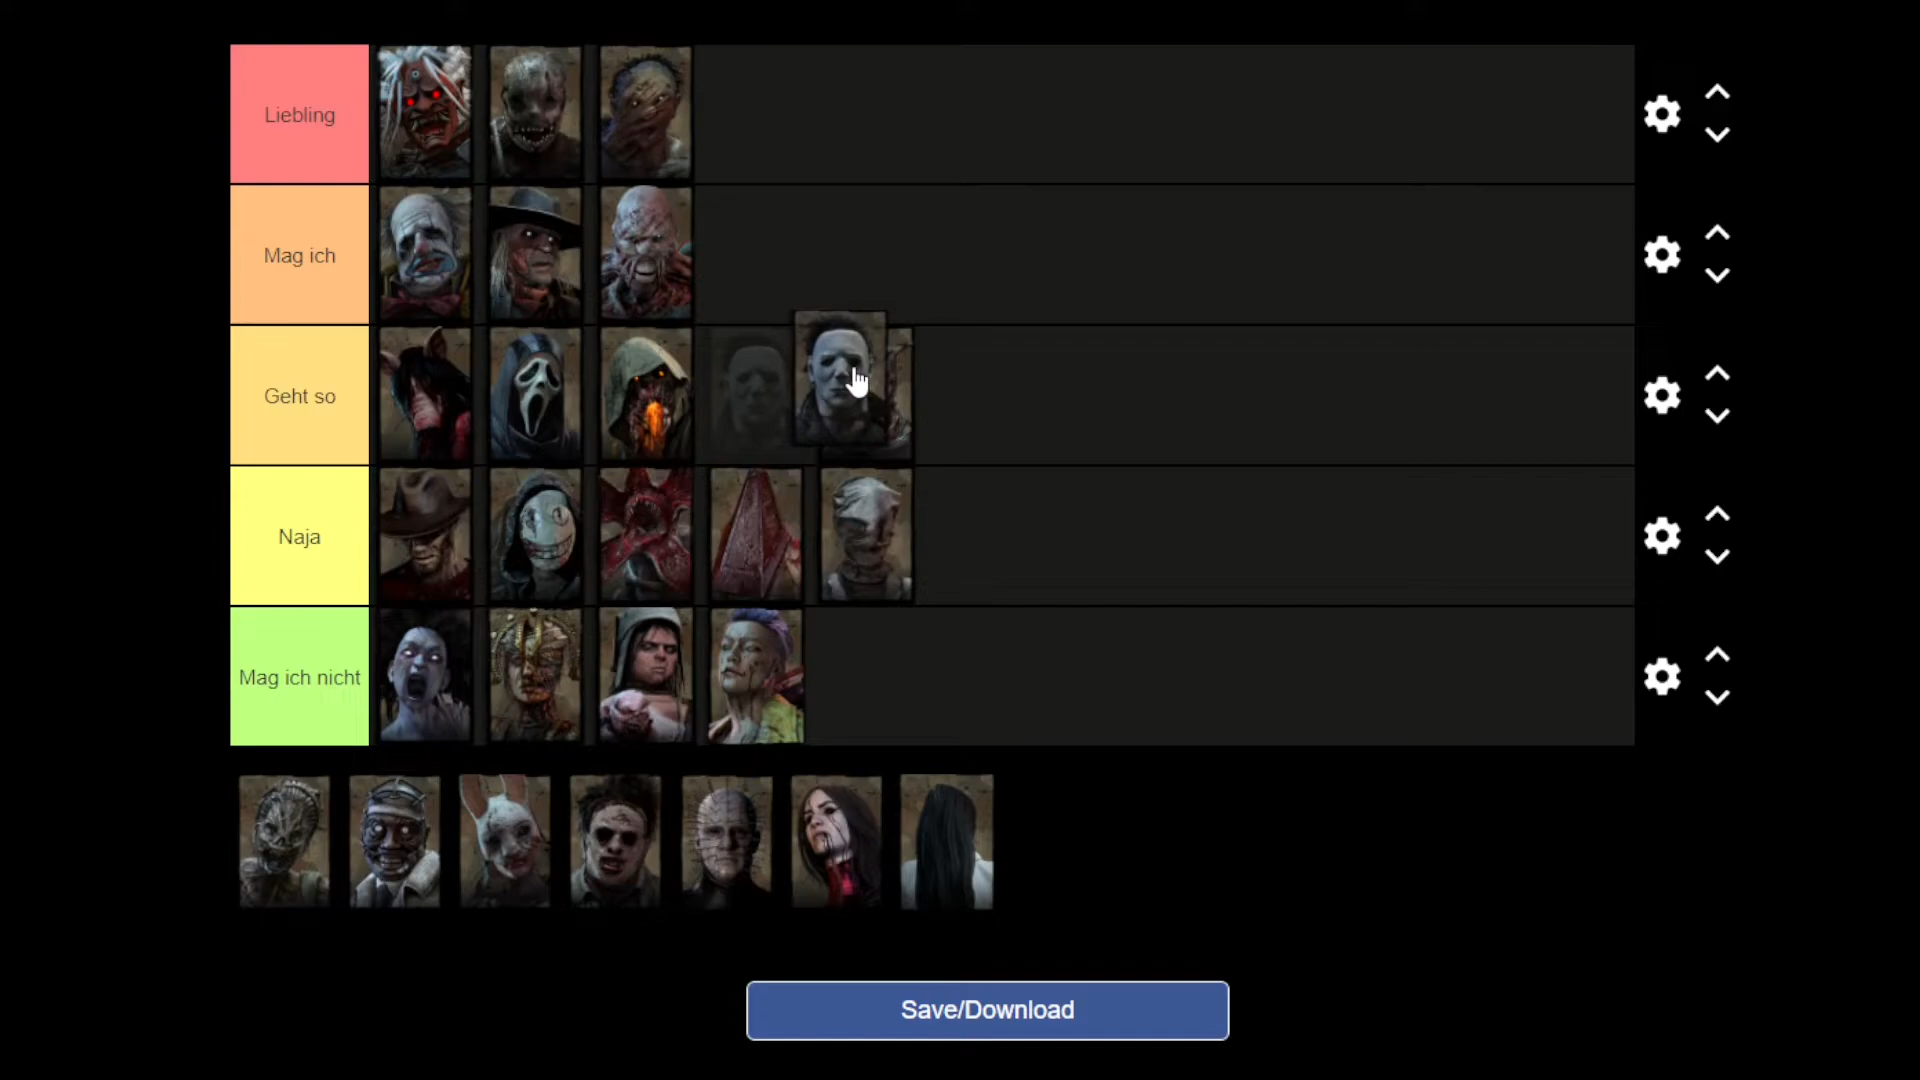 Liebling
Mag ich
Geht so
Naja
Mag ich nicht
Save/Download